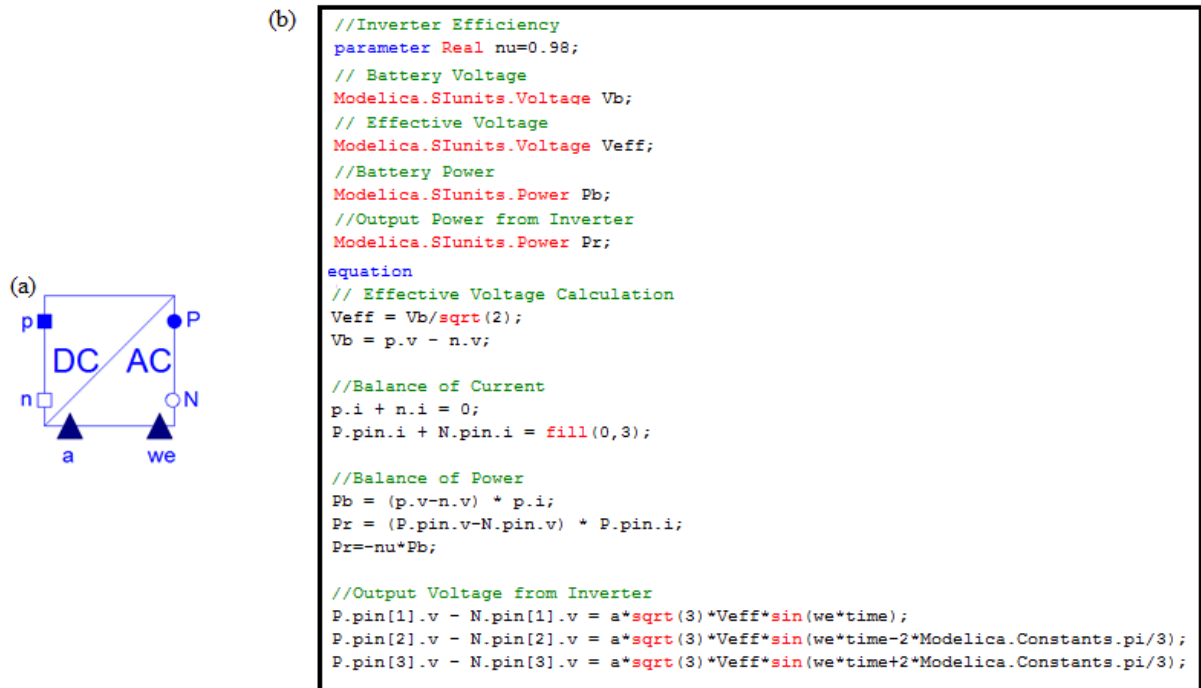 (a)
p
P
DC
AC
n
N
a
we
(b)
//Inverter Efficiency
parameter Real nu=0.98;
// Battery Voltage
Modelica.SIunits.Voltage Vb;
// Effective Voltage
Modelica.SIunits.Voltage Veff;
//Battery Power
Modelica.SIunits.Power Pb;
//Output Power from Inverter
Modelica.SIunits.Power Pr;
equation
// Effective Voltage Calculation
Veff = Vb/sqrt(2);
Vb = p.v - n.v;
//Balance of Current
p.i + n.i = 0;
P.pin.i + N.pin.i = fill(0,3);
//Balance of Power
Pb = (p.v-n.v) * p.i;
Pr = (P.pin.v-N.pin.v) * P.pin.i;
Pr=-nu*Pb;
//Output Voltage from Inverter
P.pin[1].v - N.pin[1].v = a*sqrt(3)*Veff*sin(we*time);
P.pin[2].v - N.pin[2].v = a*sqrt(3)*Veff*sin(we*time-2*Modelica.Constants.pi/3);
P.pin[3].v - N.pin[3].v = a*sqrt(3)*Veff*sin(we*time+2*Modelica.Constants.pi/3);